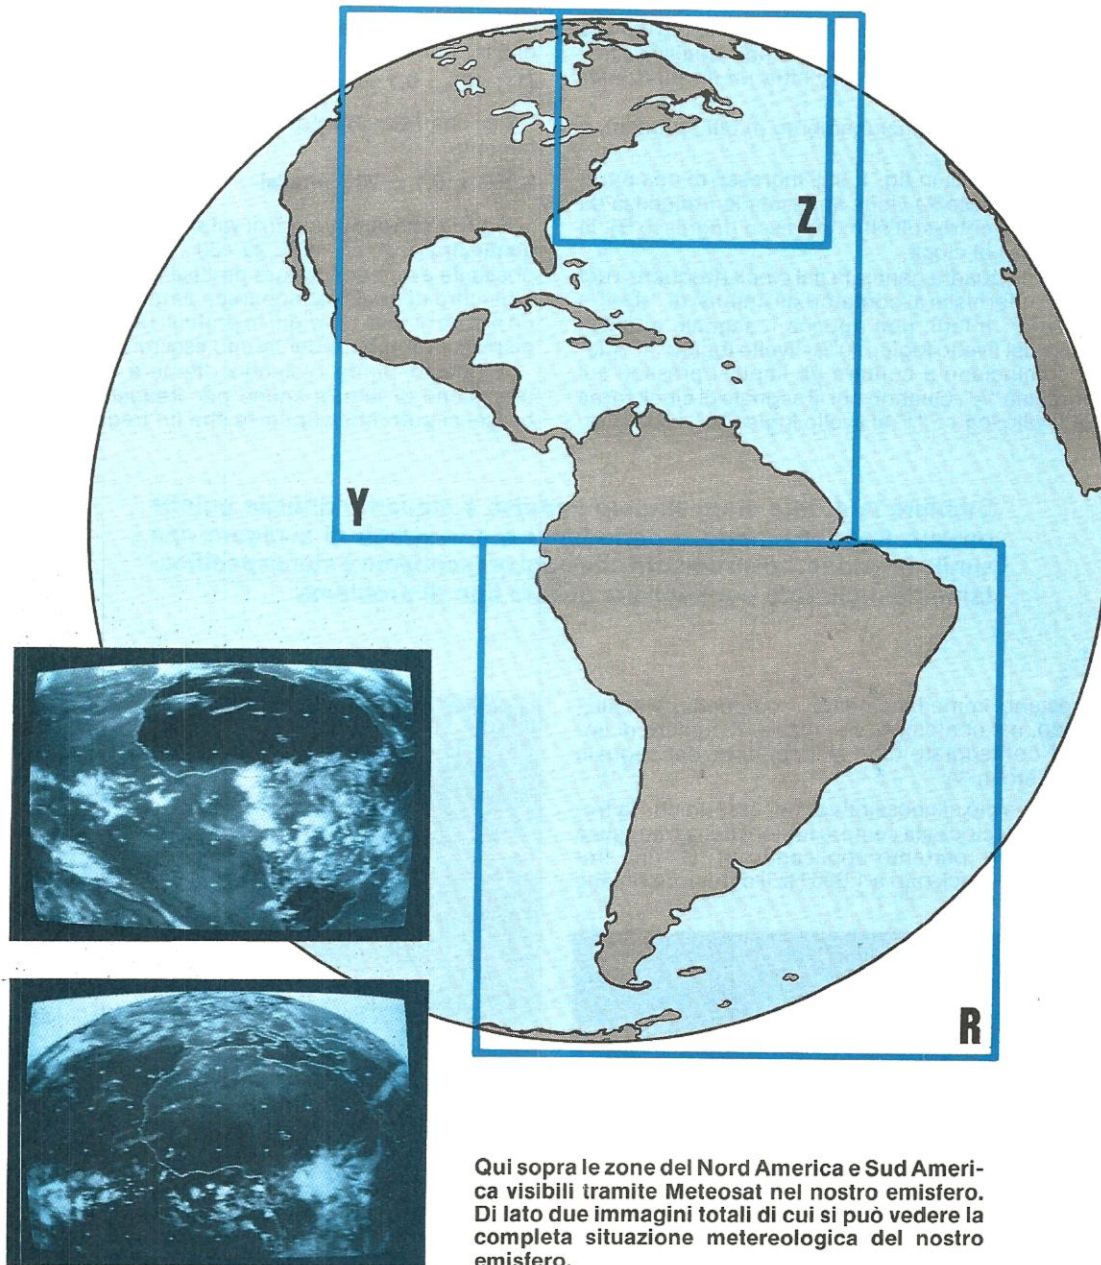 Z
Y
R
Qui sopra le zone del Nord America e Sud Ameri-
ca visibili tramite Meteosat nel nostro emisfero.
Di lato due immagini totali di cui si può vedere la
completa situazione metereologica del nostro
emisfero.